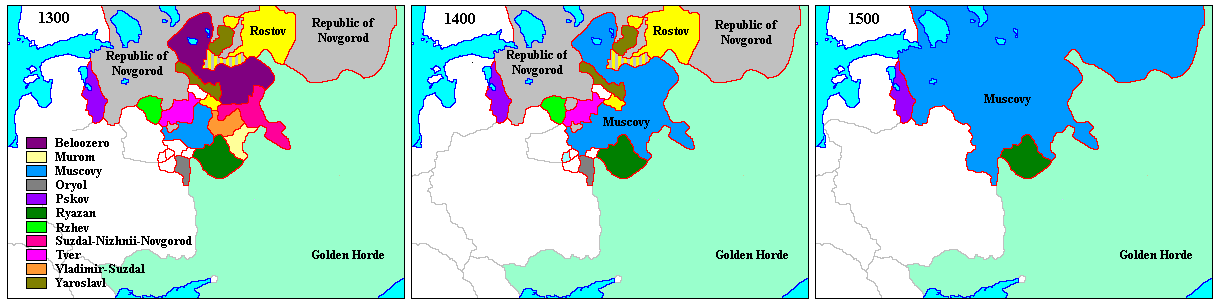 1300
Rostov
Republic of
Novgorod
Republic of
Novgorod
Beloozero
Murom
Muscovy
Oryol
Pskov
Ryazan
Rzhev
Suzdal-Nizhnii-Novgorod
Tver
Vladimir-Suzdal
Yaroslavl
Golden Horde
1400
Rostov
Republic of
Novgorod
Republic of
Novgorod
Muscovy
Golden Horde
1500
Muscovy
Golden Horde